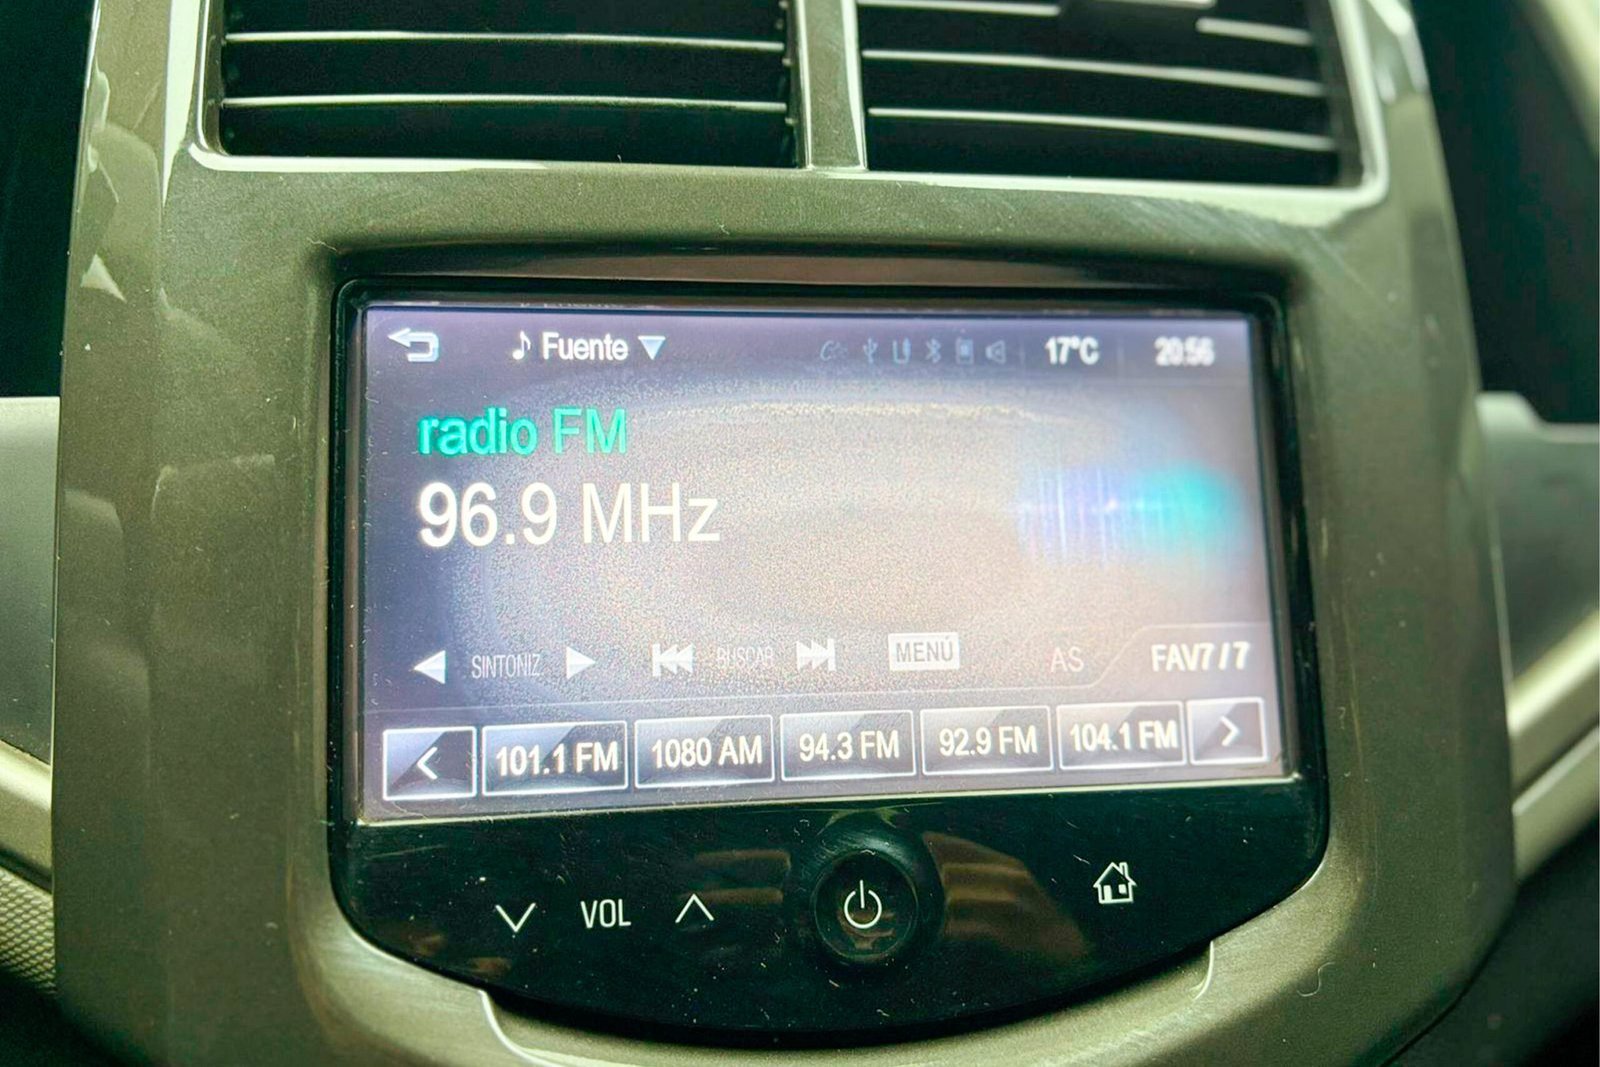 Fuente 17°C 20:56
radio FM
96.9 MHz
SINTONIZ BUSCAR MENÚ AS FAV7/7
< 101.1 FM 1080 AM 94.3 FM 92.9 FM 104.1 FM >
VOL